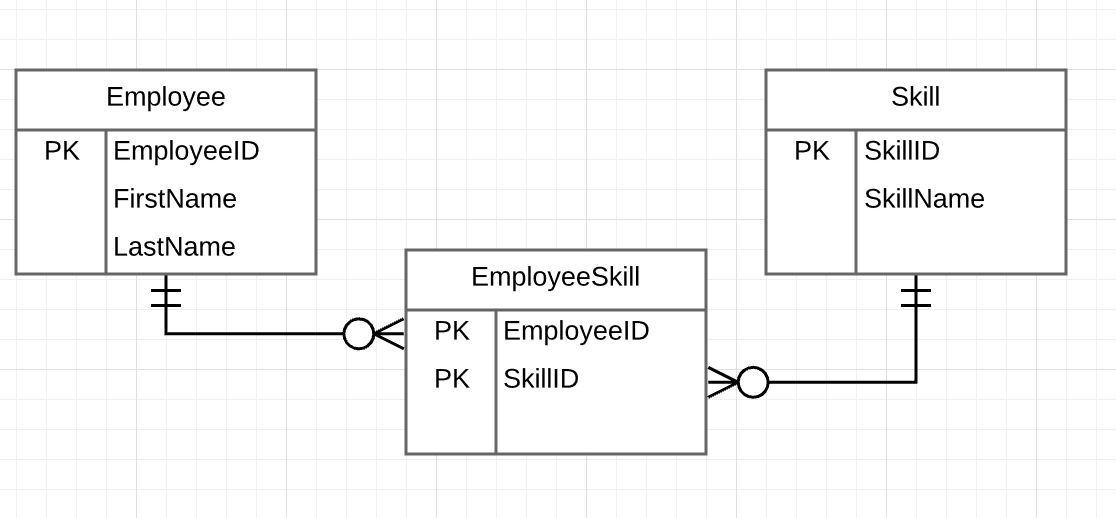 Employee
PK EmployeeID
FirstName
LastName
Skill
PK SkillID
SkillName
EmployeeSkill
PK EmployeeID
PK SkillID